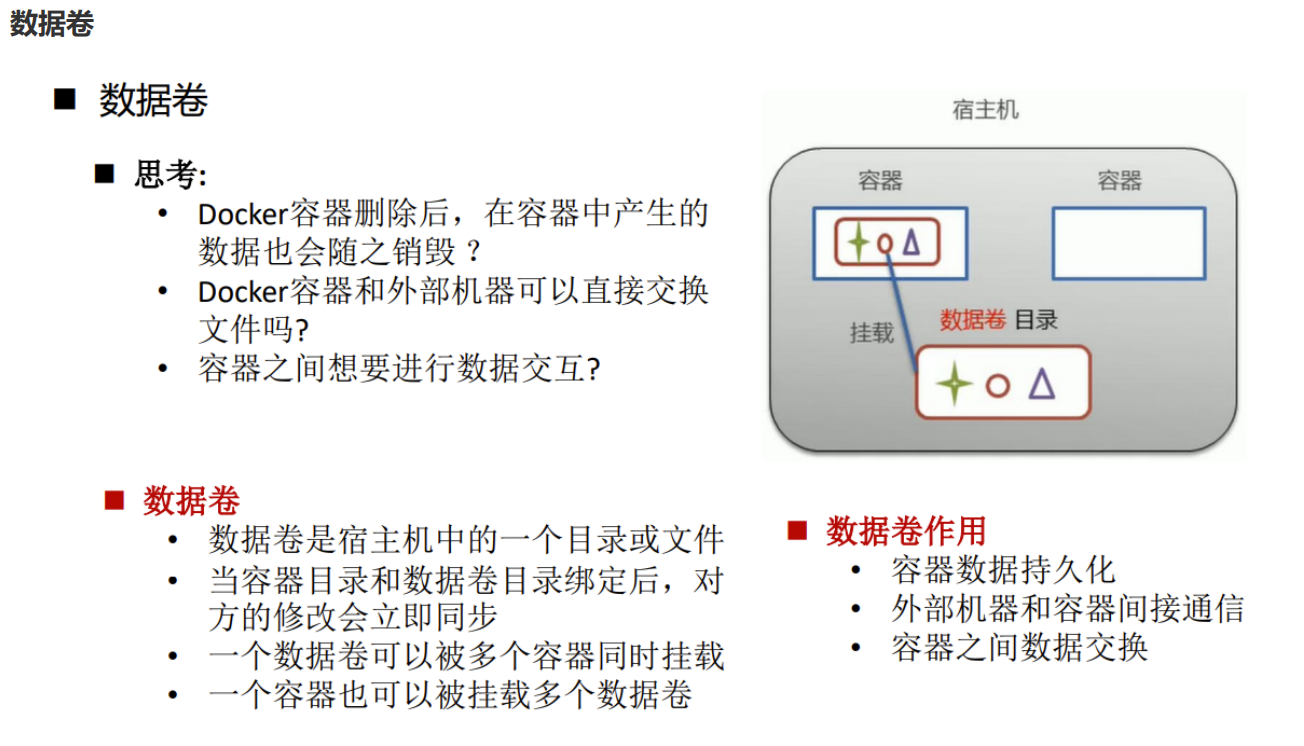 数据卷
数据卷
思考:
Docker容器删除后，在容器中产生的
数据也会随之销毁？
Docker容器和外部机器可以直接交换
文件吗?
容器之间想要进行数据交互?
宿主机
容器
容器
挂载
数据卷 目录
数据卷
数据卷是宿主机中的一个目录或文件
当容器目录和数据卷目录绑定后，对
方的修改会立即同步
一个数据卷可以被多个容器同时挂载
一个容器也可以被挂载多个数据卷
数据卷作用
容器数据持久化
外部机器和容器间接通信
容器之间数据交换